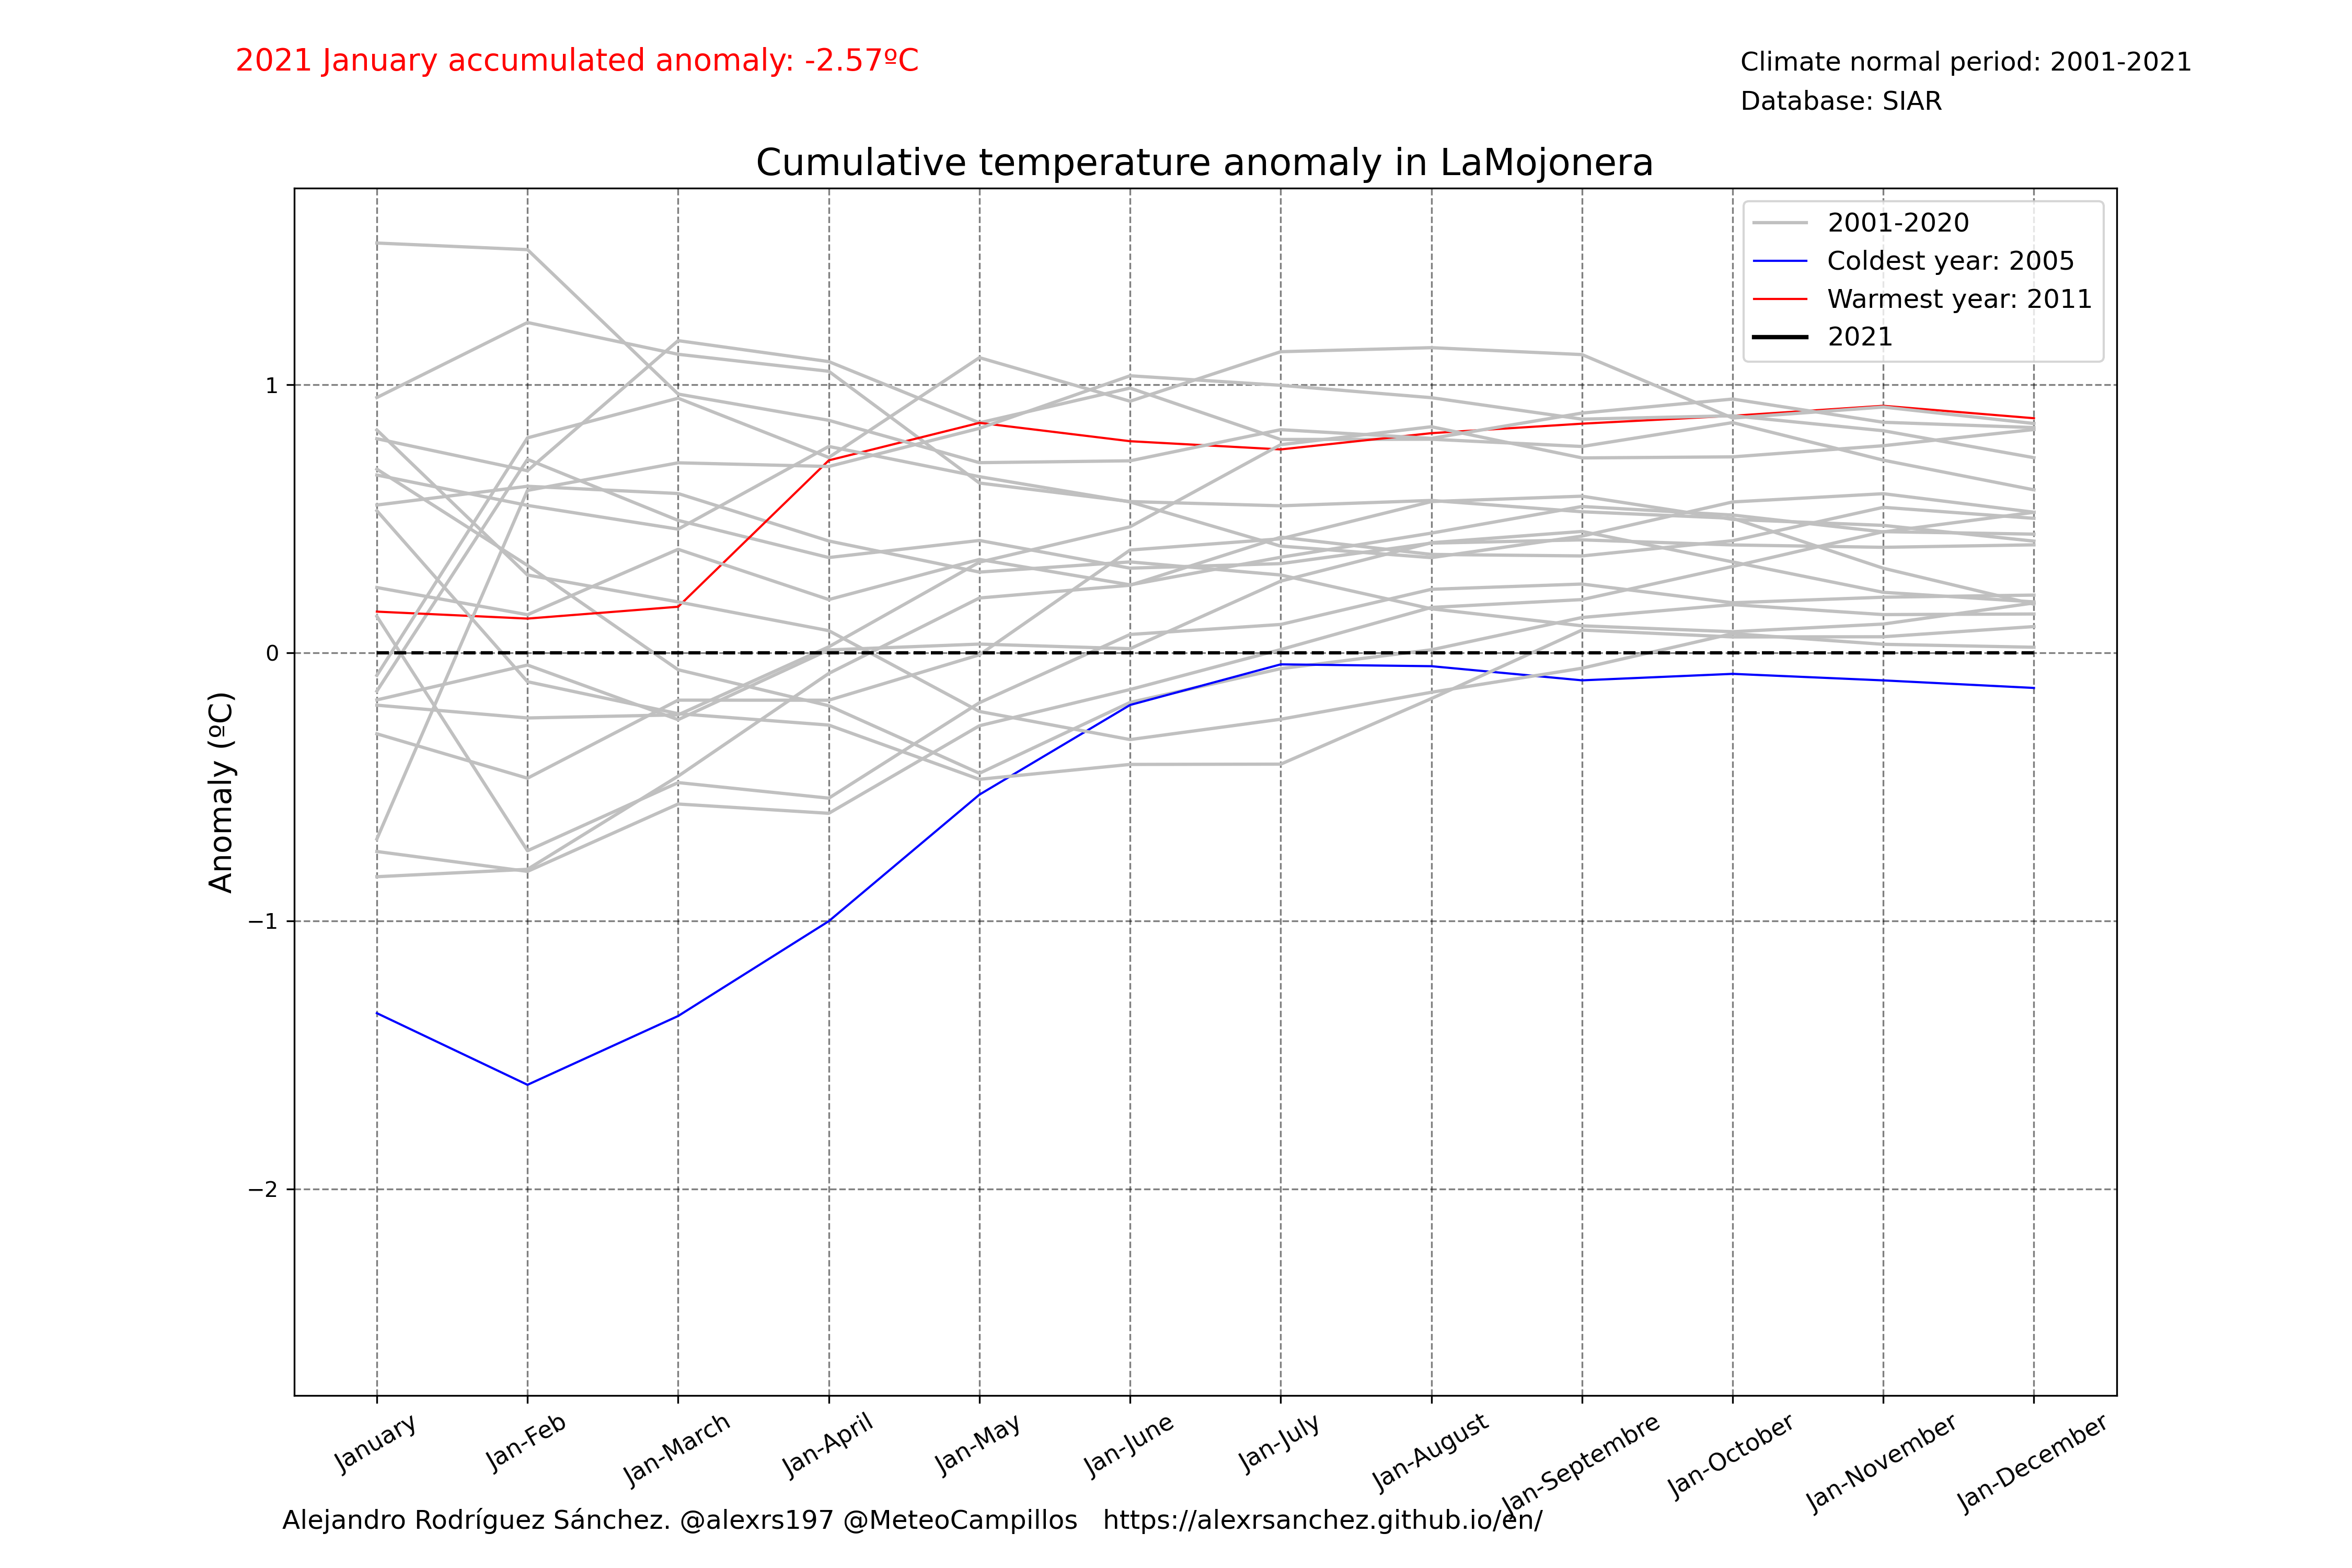 2021 January accumulated anomaly: -2.57ºC
Climate normal period: 2001-2021
Database: SIAR
Cumulative temperature anomaly in LaMojonera
2001-2020
Coldest year: 2005
Warmest year: 2011
2021
Anomaly (ºC)
1
0
−1
−2
January
Jan-Feb
Jan-March
Jan-April
Jan-May
Jan-June
Jan-July
Jan-August
Jan-Septembre
Jan-October
Jan-November
Jan-December
Alejandro Rodríguez Sánchez. @alexrs197 @MeteoCampillos https://alexrsanchez.github.io/en/